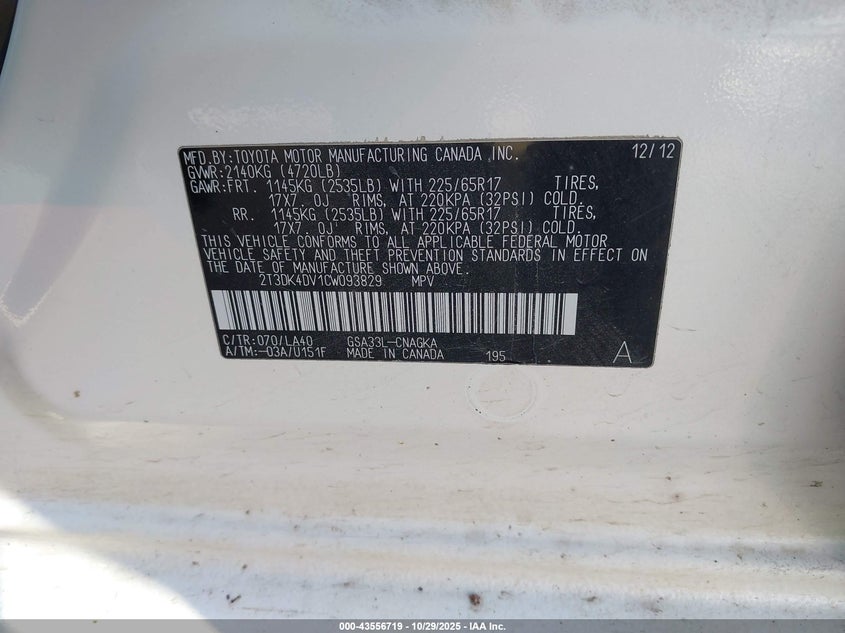 MFD.BY:TOYOTA MOTOR MANUFACTURING CANADA INC. 12/12
GVWR:2140KG (4720LB)
GAWR:FRT. 1145KG (2535LB) WITH 225/65R17 TIRES,
17X7.0J RIMS, AT 220KPA (32PSI) COLD.
RR. 1145KG (2535LB) WITH 225/65R17 TIRES,
17X7.0J RIMS, AT 220KPA (32PSI) COLD.
THIS VEHICLE CONFORMS TO ALL APPLICABLE FEDERAL MOTOR
VEHICLE SAFETY AND THEFT PREVENTION STANDARDS IN EFFECT ON
THE DATE OF MANUFACTURE SHOWN ABOVE.
2T3DK4DV1CW093829 MPV
C/TR:070/LA40 GSA33L-CNAGKA
A/TM:-03A/U151F MADE IN CANADA 195 A
000-43556719 | 10/29/2025 - IAA Inc.